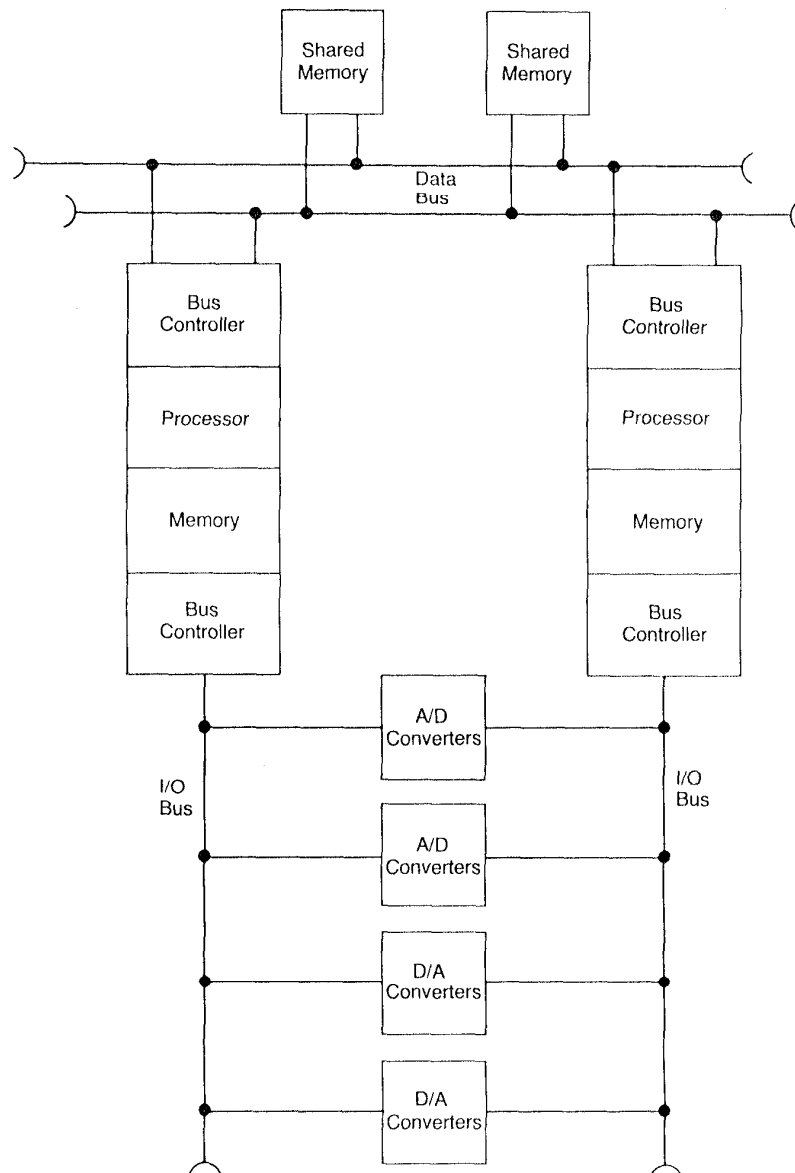 Shared
Memory
Shared
Memory
Data
Bus
Bus
Controller
Processor
Memory
Bus
Controller
Bus
Controller
Processor
Memory
Bus
Controller
I/O
Bus
A/D
Converters
A/D
Converters
D/A
Converters
D/A
Converters
I/O
Bus